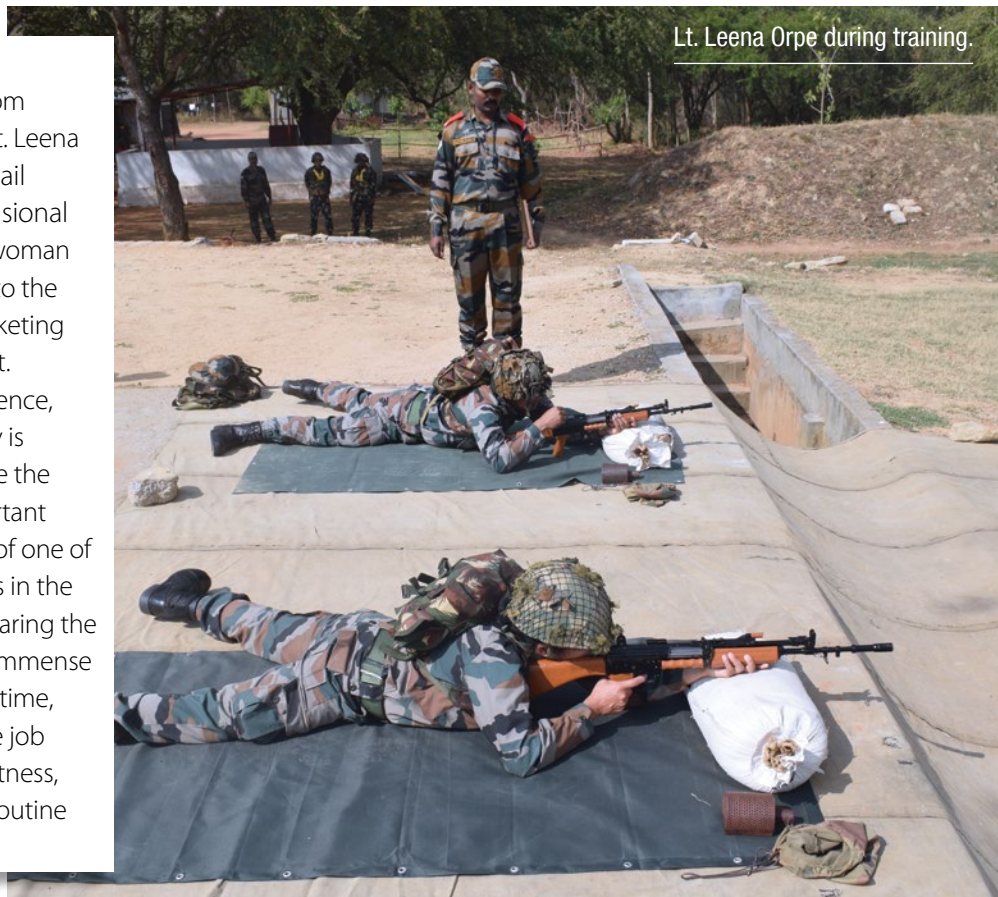 Lt. Leena Orpe during training.
om
t. Leena
ail
sional
woman
to the
keting
t.
ence,
y is
e the
rtant
of one of
s in the
aring the
mmense
time,
e job
tness,
outine